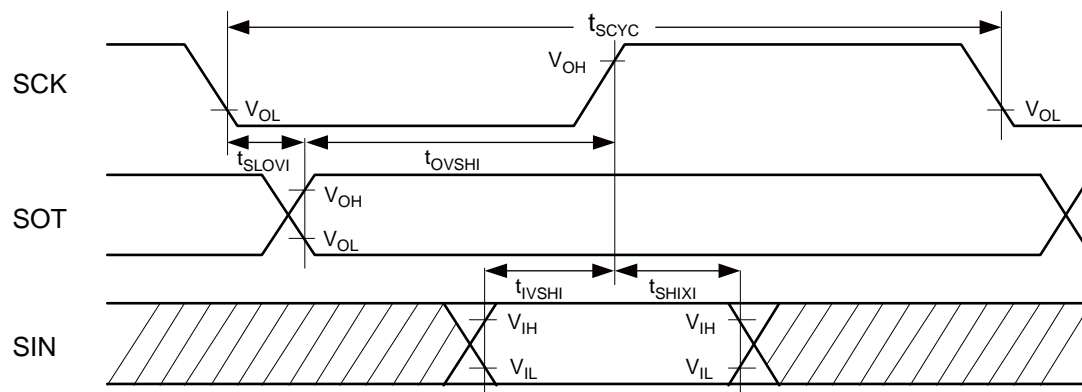 tSCYC
SCK
VOH
VOL
VOL
tSLOVI
tOVSHI
SOT
VOH
VOL
tIVSHI
tSHIXI
SIN
VIH
VIH
VIL
VIL